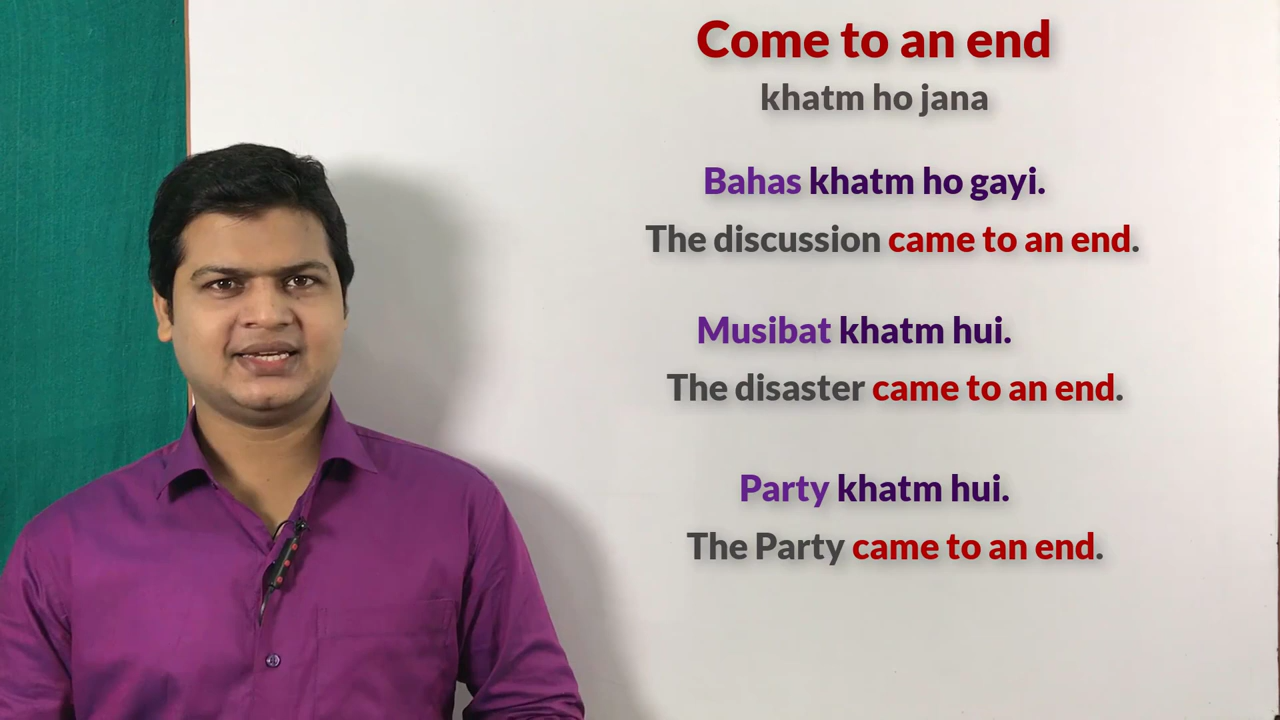 Come to an end
khatm ho jana
Bahas khatm ho gayi.
The discussion came to an end.
Musibat khatm hui.
The disaster came to an end.
Party khatm hui.
The Party came to an end.